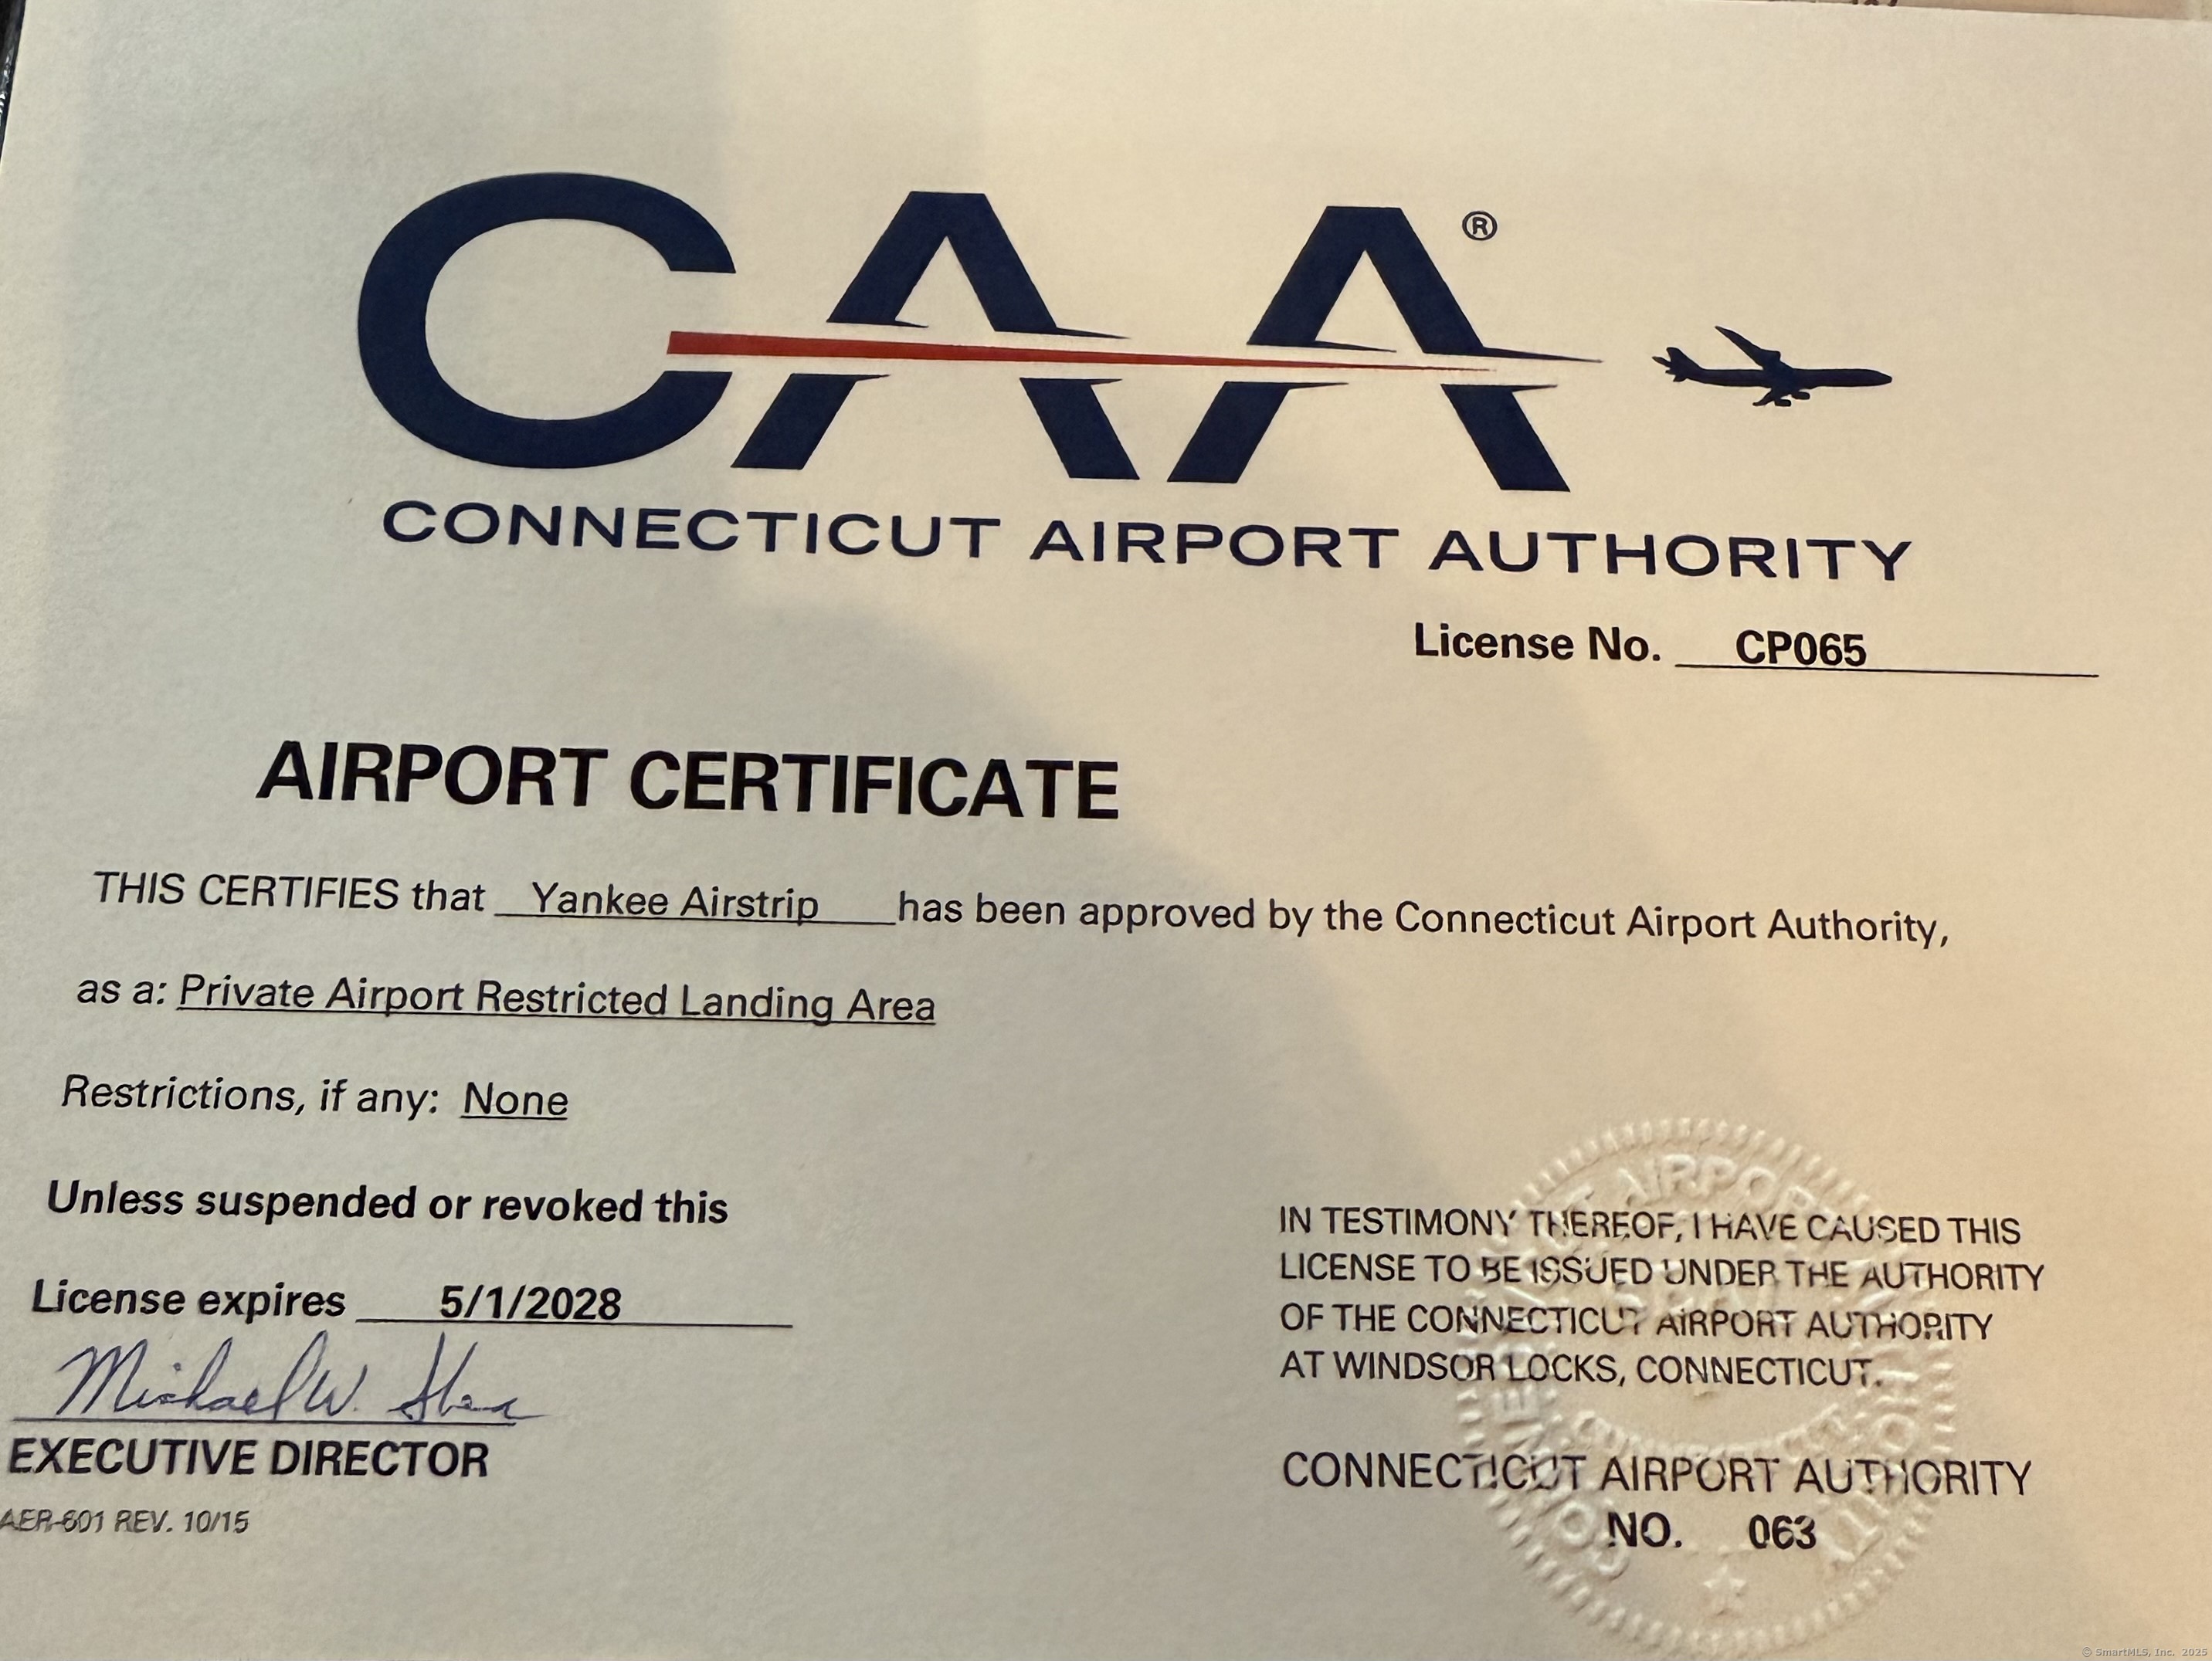 CAA®
CONNECTICUT AIRPORT AUTHORITY
License No. CP065
AIRPORT CERTIFICATE
THIS CERTIFIES that Yankee Airstrip has been approved by the Connecticut Airport Authority,
as a: Private Airport Restricted Landing Area
Restrictions, if any: None
Unless suspended or revoked this
License expires 5/1/2028
Michael W. Shea
EXECUTIVE DIRECTOR
AER-601 REV. 10/15
IN TESTIMONY THEREOF, I HAVE CAUSED THIS
LICENSE TO BE ISSUED UNDER THE AUTHORITY
OF THE CONNECTICUT AIRPORT AUTHORITY
AT WINDSOR LOCKS, CONNECTICUT.
CONNECTICUT AIRPORT AUTHORITY
NO. 063
© SmartMLS, Inc. 2025